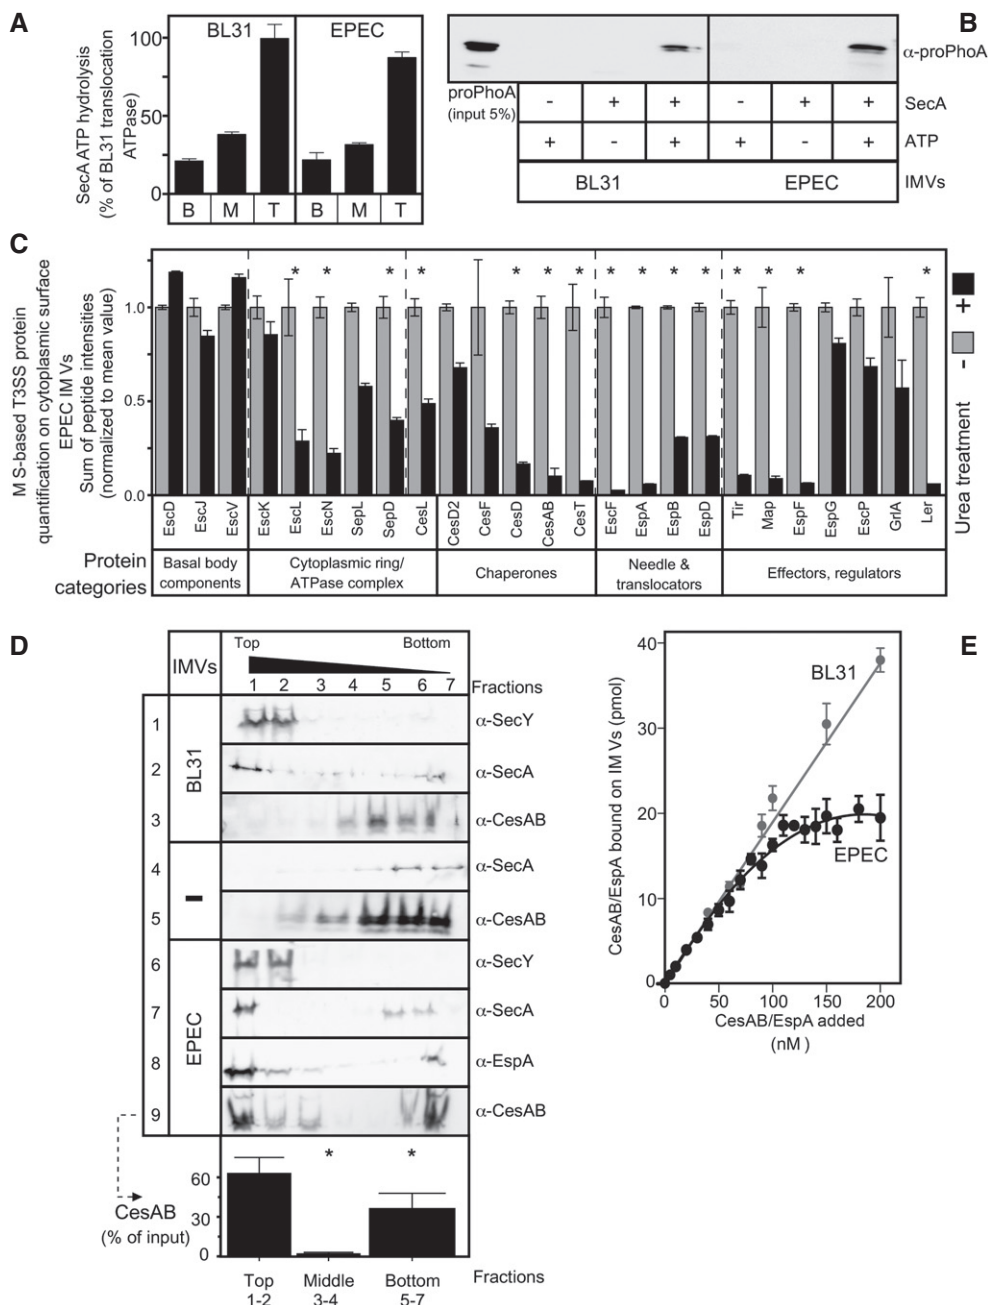 A
BL31
EPEC
SecA ATP hydrolysis
(% of BL31 translocation
ATPase)
100
50
0
B
M
T
B
M
T
B
α-proPhoA
proPhoA
(input 5%)
- + + - + + SecA
+ - + + - + ATP
BL31 EPEC IMVs
C
MS-based T3SS protein
quantification on cytoplasmic surface
EPEC IMVs
Sum of peptide intensities
(normalized to mean value)
1.0
0.5
0.0
* * * * * * * * * * * * * * *
EscD EscJ EscV EscK EscL EscN SepL SepD CesL CesD2 CesF CesD CesAB CesT EscF EspA EspB EspD Tir Map EspF EspG EscP GrlA Ler
Protein
categories
Basal body
components
Cytoplasmic ring/
ATPase complex
Chaperones
Needle &
translocators
Effectors, regulators
+
-
Urea treatment
D
IMVs
Top
Bottom
1 2 3 4 5 6 7
Fractions
BL31
1 α-SecY
2 α-SecA
3 α-CesAB
-
4 α-SecA
5 α-CesAB
EPEC
6 α-SecY
7 α-SecA
8 α-EspA
9 α-CesAB
* *
60
30
0
CesAB
(% of input)
Top
1-2
Middle
3-4
Bottom
5-7
Fractions
E
CesAB/EspA bound on IMVs (pmol)
40
30
20
10
0
BL31
EPEC
0 50 100 150 200
CesAB/EspA added
(nM)